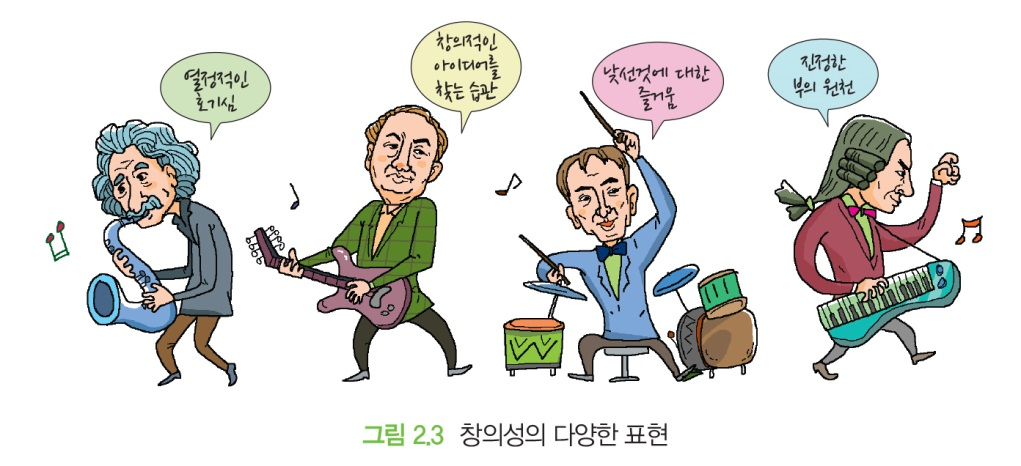 열정적인
호기심
창의적인
아이디어를
찾는 습관
낯선것에 대한
즐거움
진정한
부의 원천
그림 2.3 창의성의 다양한 표현